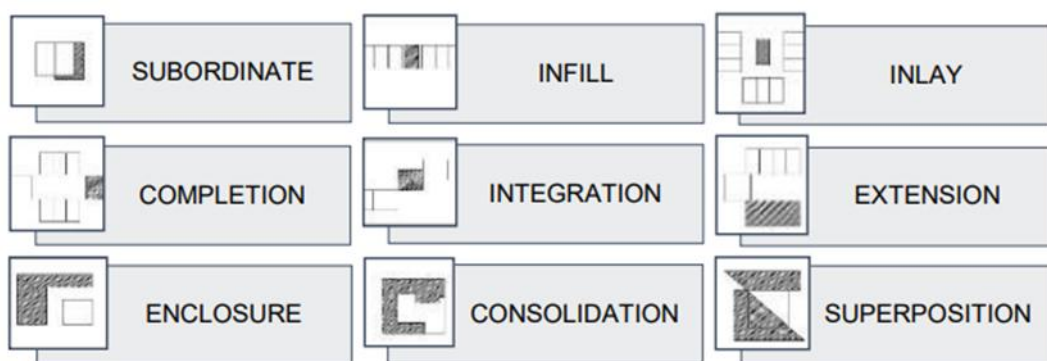 SUBORDINATE
INFILL
INLAY
COMPLETION
INTEGRATION
EXTENSION
ENCLOSURE
CONSOLIDATION
SUPERPOSITION